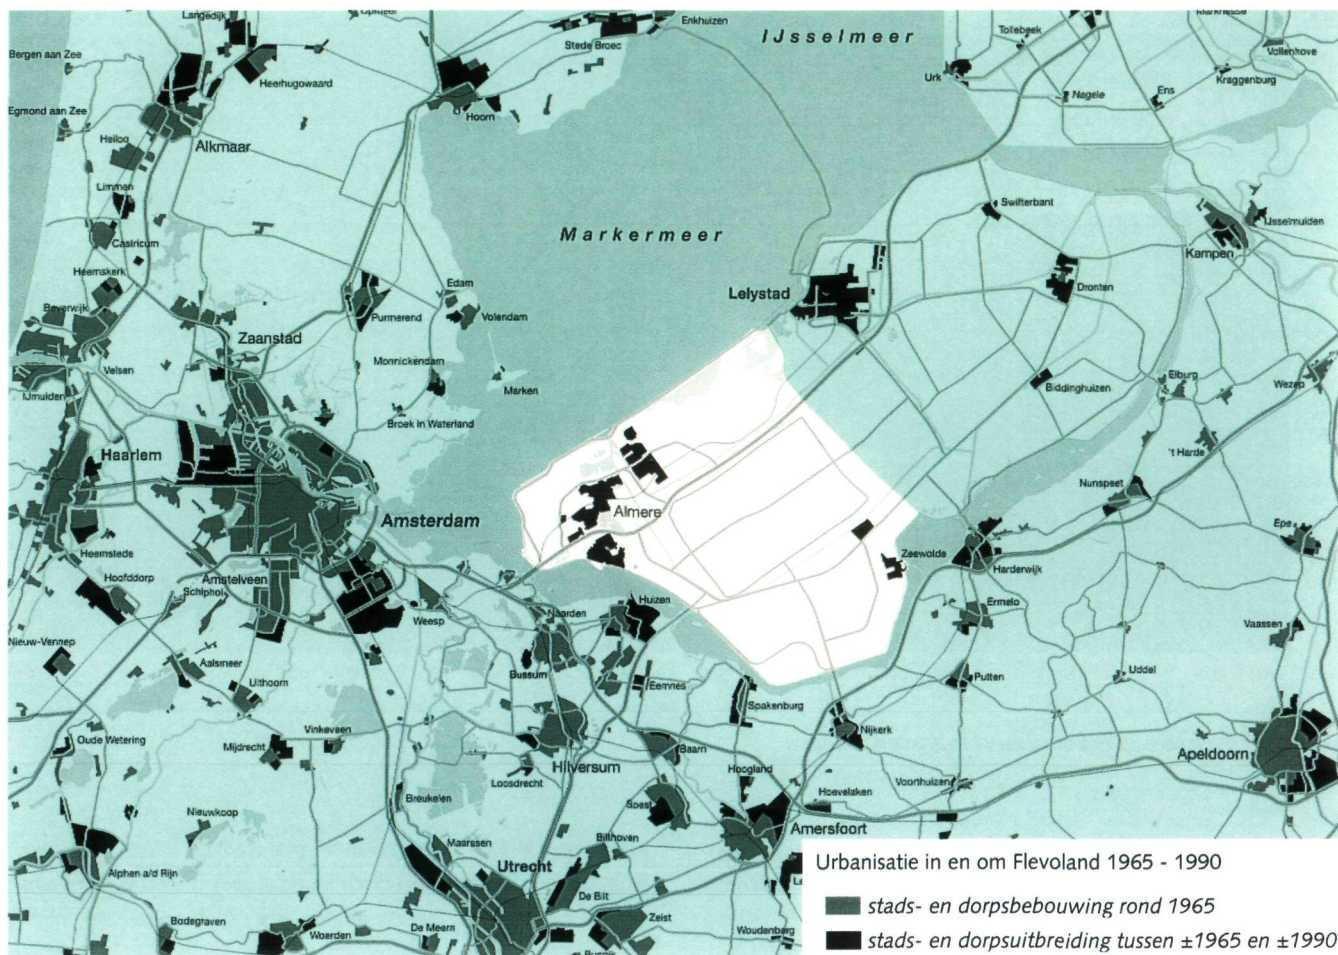 Langedijk
Opmeer
Enkhuizen
IJsselmeer
Tollebeek
Marknesse
Vollenhove
Bergen aan Zee
Stede Broec
Heerhugowaard
Urk
Kraggenburg
Nagele
Ens
Egmond aan Zee
Hoorn
Heiloo
Alkmaar
Limmen
Swifterbant
IJsselmuiden
Castricum
Markermeer
Kampen
Heemskerk
Edam
Lelystad
Dronten
Beverwijk
Purmerend
Volendam
Zaanstad
Monnickendam
Velsen
Marken
Elburg
Wezep
Biddinghuizen
IJmuiden
Broek in Waterland
Haarlem
't Harde
Nunspeet
Amsterdam
Almere
Epe
Heemstede
Zeewolde
Harderwijk
Hoofddorp
Amstelveen
Schiphol
Huizen
Naarden
Ermelo
Weesp
Vaassen
Nieuw-Vennep
Aalsmeer
Bussum
Eemnes
Putten
Uddel
Uithoorn
Spakenburg
Vinkeveen
Nijkerk
Oude Wetering
Mijdrecht
Baarn
Apeldoorn
Hilversum
Loosdrecht
Hoogland
Voorthuizen
Breukelen
Soest
Hoevelaken
Nieuwkoop
Amersfoort
Maarssen
Bilthoven
Utrecht
Alphen a/d Rijn
De Bilt
Bodegraven
De Meern
Zeist
Woerden
Woudenberg
Bunnik
Urbanisatie in en om Flevoland 1965 - 1990
stads- en dorpsbebouwing rond 1965
stads- en dorpsuitbreiding tussen ±1965 en ±1990